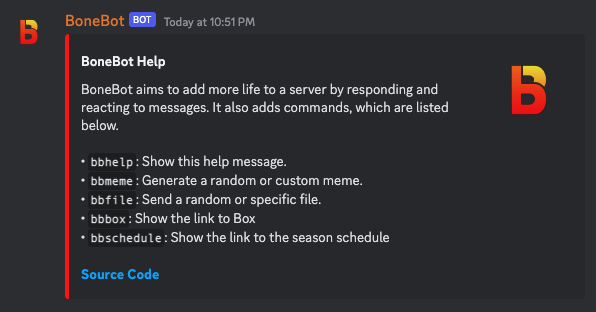 BoneBot BOT Today at 10:51 PM
BoneBot Help
BoneBot aims to add more life to a server by responding and
reacting to messages. It also adds commands, which are listed
below.
• bbhelp: Show this help message.
• bbmeme: Generate a random or custom meme.
• bbfile: Send a random or specific file.
• bbbox: Show the link to Box
• bbschedule: Show the link to the season schedule
Source Code